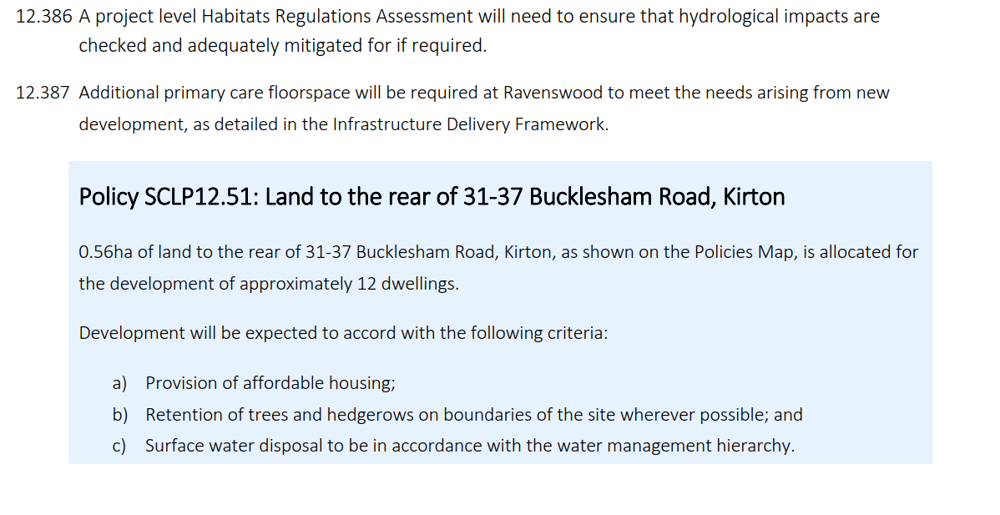 12.386 A project level Habitats Regulations Assessment will need to ensure that hydrological impacts are
checked and adequately mitigated for if required.
12.387 Additional primary care floorspace will be required at Ravenswood to meet the needs arising from new
development, as detailed in the Infrastructure Delivery Framework.
Policy SCLP12.51: Land to the rear of 31-37 Bucklesham Road, Kirton
0.56ha of land to the rear of 31-37 Bucklesham Road, Kirton, as shown on the Policies Map, is allocated for
the development of approximately 12 dwellings.
Development will be expected to accord with the following criteria:
a) Provision of affordable housing;
b) Retention of trees and hedgerows on boundaries of the site wherever possible; and
c) Surface water disposal to be in accordance with the water management hierarchy.